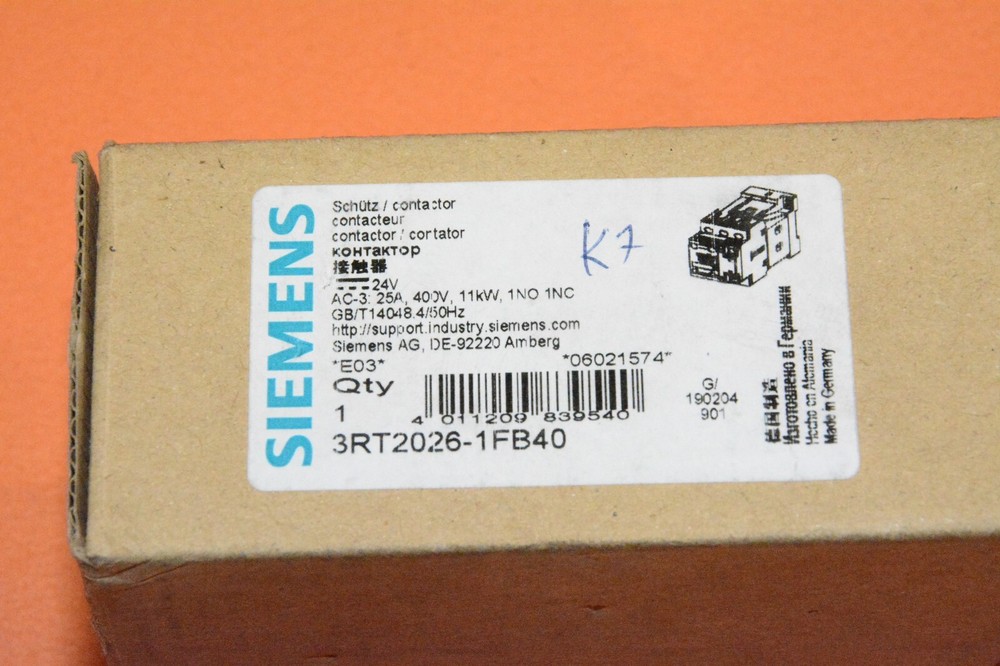 SIEMENS
Schütz / contactor
contacteur
contactor / contator
контактор
接触器
24V
AC-3: 25A, 400V, 11kW, 1NO 1NC
GB/T14048.4/50Hz
http://support.industry.siemens.com
Siemens AG, DE-92220 Amberg
*E03*
*06021574*
Qty
1
4 011209 839540
3RT2026-1FB40
K7
G/
190204
901
德国制造
Изготовлено в Германии
Hecho en Alemania
Made in Germany